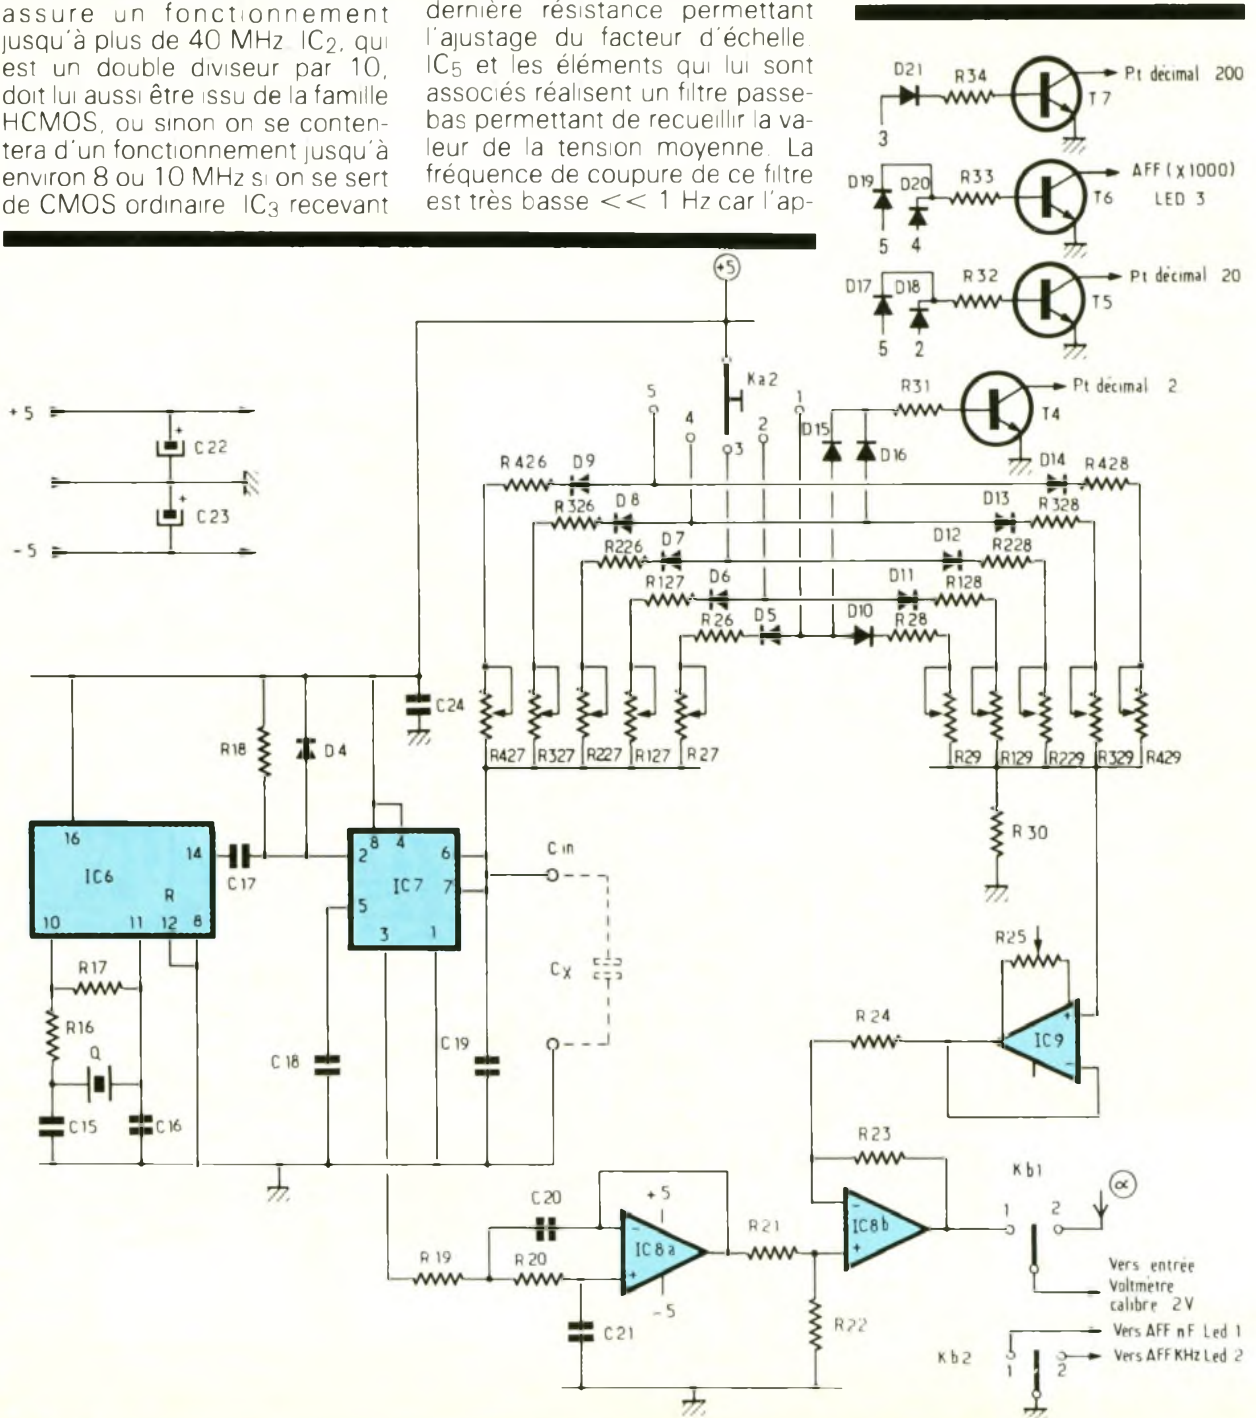 assure un fonctionnement
jusqu'à plus de 40 MHz IC2, qui
est un double diviseur par 10,
doit lui aussi être issu de la famille
HCMOS, ou sinon on se conten-
tera d'un fonctionnement jusqu'à
environ 8 ou 10 MHz si on se sert
de CMOS ordinaire IC3 recevant
dernière résistance permettant
l'ajustage du facteur d'échelle.
IC5 et les éléments qui lui sont
associés réalisent un filtre passe-
bas permettant de recueillir la va-
leur de la tension moyenne. La
fréquence de coupure de ce filtre
est très basse << 1 Hz car l'ap-
D21 R34 T7 Pt décimal 200
3
D19 D20 R33 T6 AFF (x1000)
LED 3
5 4
D17 D18 R32 T5 Pt décimal 20
5 2
R31 T4 Pt décimal 2
+5
Ka2
5 4 3 2 1
D15 D16
+5
C22
C23
-5
R426 D9 D14 R428
R326 D8 D13 R328
R226 D7 D12 R228
R127 D6 D11 R128
R26 D5 D10 R28
C24
R427 R327 R227 R127 R27
R29 R129 R229 R329 R429
R18 D4
R30
16 14 IC6 R 10 11 12 8
C17
8 4 2 6 IC7 7 5 3 1
C in
Cx
R17
R16
Q
C15 C16
C18 C19
R25
IC9 + -
R24
R23
C20
+5
- IC8a +
-5
R19 R20
C21
R21
R22
- IC8b +
Kb1
1 2
α
Vers entrée
Voltmètre
calibre 2V
Kb2
1 2
Vers AFF nF Led 1
Vers AFF KHz Led 2